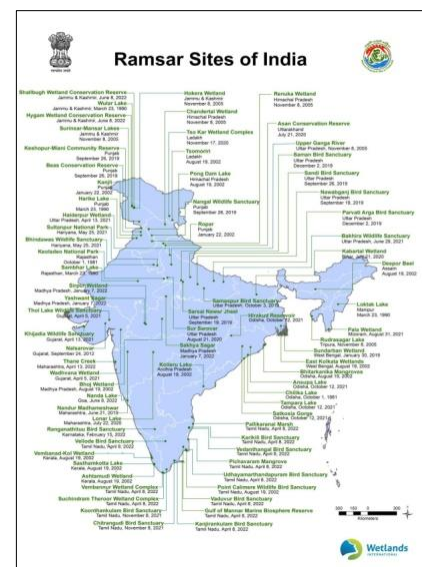 Ramsar Sites of India
Shallbugh Wetland Conservation Reserve
Jammu & Kashmir, June 8, 2022
Wular Lake
Jammu & Kashmir, March 23, 1990
Hygam Wetland Conservation Reserve
Jammu & Kashmir, June 8, 2022
Surinsar-Mansar Lakes
Jammu & Kashmir
November 8, 2005
Keshopur-Miani Community Reserve
Punjab
September 26, 2019
Beas Conservation Reserve
Punjab
September 26, 2019
Kanjli
Punjab
January 22, 2002
Harike Lake
Punjab
March 23, 1990
Haiderpur Wetland
Uttar Pradesh, April 13, 2021
Sultanpur National Park
Haryana, May 25, 2021
Bhindawas Wildlife Sanctuary
Haryana, May 25, 2021
Keoladeo National Park
Rajasthan
October 1, 1981
Sambhar Lake
Rajasthan, March 23, 1990
Sirpur Wetland
Madhya Pradesh, January 7, 2022
Yashwant Sagar
Madhya Pradesh, January 7, 2022
Thol Lake Wildlife Sanctuary
Gujarat, April 5, 2021
Khijadia Wildlife Sanctuary
Gujarat, April 13, 2021
Nalsarovar
Gujarat, September 24, 2012
Thane Creek
Maharashtra, April 13, 2022
Wadhvana Wetland
Gujarat, April 5, 2021
Bhoj Wetland
Madhya Pradesh, August 19, 2002
Nanda Lake
Goa, June 8, 2022
Nandur Madhameshwar
Maharashtra, June 21, 2019
Lonar Lake
Maharashtra, July 22, 2020
Ranganathittu Bird Sanctuary
Karnataka, February 15, 2022
Vellode Bird Sanctuary
Tamil Nadu, April 8, 2022
Vembanad-Kol Wetland
Kerala, August 19, 2002
Sasthamkotta Lake
Kerala, August 19, 2002
Ashtamudi Wetland
Kerala, August 19, 2002
Vembannur Wetland Complex
Tamil Nadu, April 8, 2022
Suchindram Theroor Wetland Complex
Tamil Nadu, April 8, 2022
Koonthankulam Bird Sanctuary
Tamil Nadu, November 8, 2021
Chitrangudi Bird Sanctuary
Tamil Nadu, November 8, 2021
Hokera Wetland
Jammu & Kashmir
November 8, 2005
Chandertal Wetland
Himachal Pradesh
November 8, 2005
Tso Kar Wetland Complex
Ladakh
November 17, 2020
Tsomoriri
Ladakh
August 19, 2002
Pong Dam Lake
Himachal Pradesh
August 19, 2002
Nangal Wildlife Sanctuary
Punjab
September 26, 2019
Ropar
Punjab
January 22, 2002
Renuka Wetland
Himachal Pradesh
November 8, 2005
Asan Conservation Reserve
Uttarakhand
July 21, 2020
Upper Ganga River
Uttar Pradesh, November 8, 2005
Saman Bird Sanctuary
Uttar Pradesh
December 2, 2019
Sandi Bird Sanctuary
Uttar Pradesh
September 26, 2019
Nawabganj Bird Sanctuary
Uttar Pradesh
September 19, 2019
Parvati Arga Bird Sanctuary
Uttar Pradesh
December 2, 2019
Bakhira Wildlife Sanctuary
Uttar Pradesh, June 29, 2021
Kabartal Wetland
Bihar, July 21, 2020
Deepor Beel
Assam
August 19, 2002
Samaspur Bird Sanctuary
Uttar Pradesh, October 3, 2019
Sarsai Nawar Jheel
Uttar Pradesh
September 19, 2019
Hirakud Reservoir
Odisha, October 12, 2021
Sur Sarovar
Uttar Pradesh
August 21, 2020
Sakhya Sagar
Madhya Pradesh
January 7, 2022
Kolleru Lake
Andhra Pradesh
August 19, 2002
Loktak Lake
Manipur
March 23, 1990
Pala Wetland
Mizoram, August 31, 2021
Rudrasagar Lake
Tripura, November 8, 2005
Sundarban Wetland
West Bengal, January 30, 2019
East Kolkata Wetlands
West Bengal, August 19, 2002
Bhitarkanika Mangroves
Odisha, August 19, 2002
Ansupa Lake
Odisha, October 12, 2021
Chilika Lake
Odisha, October 1, 1981
Tampara Lake
Odisha, October 12, 2021
Satkosia Gorge
Odisha, October 12, 2021
Pallikaranai Marsh
Tamil Nadu, April 8, 2022
Karikili Bird Sanctuary
Tamil Nadu, April 8, 2022
Vedanthangal Bird Sanctuary
Tamil Nadu, April 8, 2022
Pichavaram Mangrove
Tamil Nadu, April 8, 2022
Udhayamarthandapuram Bird Sanctuary
Tamil Nadu, April 8, 2022
Point Calimere Wildlife Bird Sanctuary
Tamil Nadu, August 19, 2002
Vaduvur Bird Sanctuary
Tamil Nadu, April 8, 2022
Gulf of Mannar Marine Biosphere Reserve
Tamil Nadu, April 8, 2022
Kanjirankulam Bird Sanctuary
Tamil Nadu, April 8, 2022
Kilometers
Wetlands
INTERNATIONAL